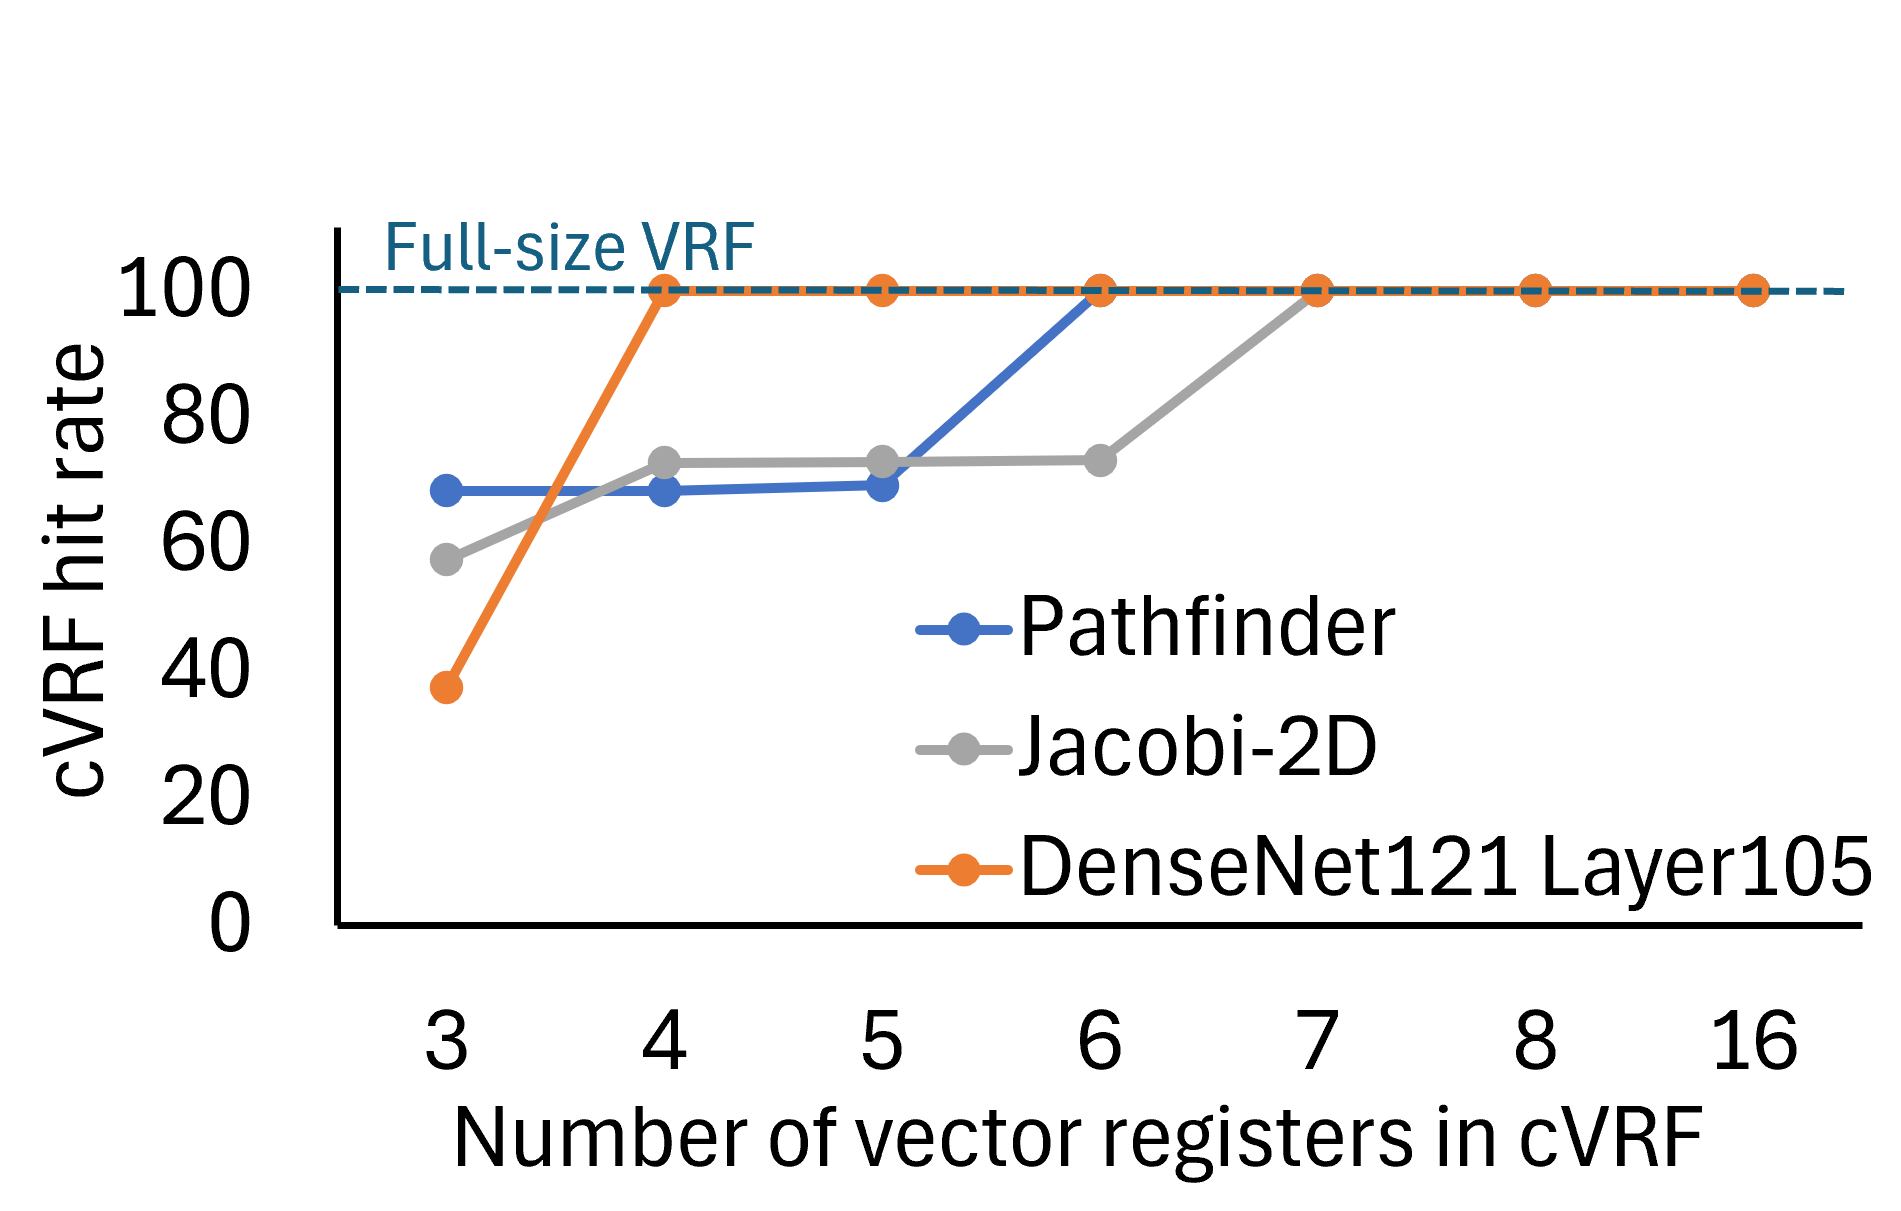 Full-size VRF
100
80
60
40
20
0
cVRF hit rate
Pathfinder
Jacobi-2D
DenseNet121 Layer105
3 4 5 6 7 8 16
Number of vector registers in cVRF